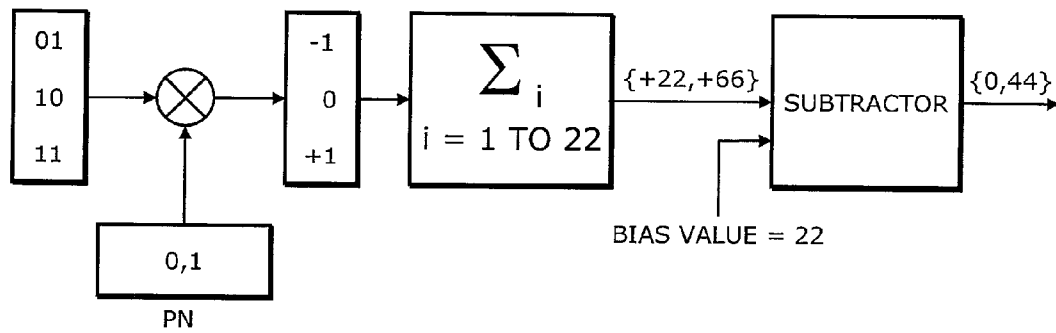 01
10
11
0,1
PN
-1
0
+1
Σ i
i = 1 TO 22
{+22,+66}
SUBTRACTOR
BIAS VALUE = 22
{0,44}